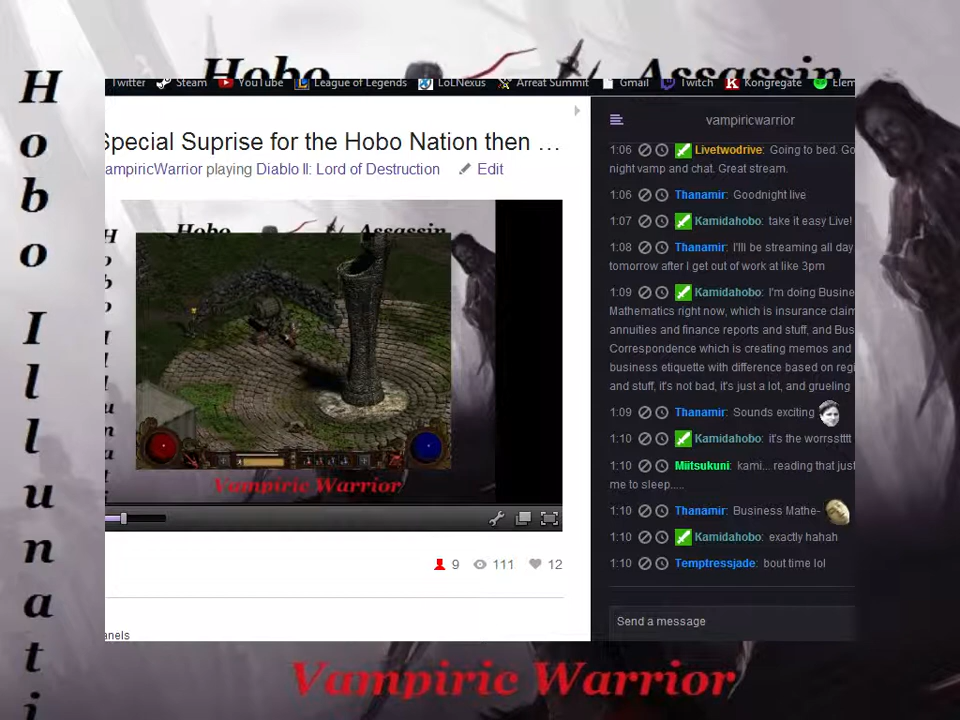 Hobo Assassin
Hobo Illunati
Twitter Steam YouTube League of Legends LoLNexus Arreat Summit Gmail Twitch Kongregate Elem
Special Suprise for the Hobo Nation then …
ampiricWarrior playing Diablo II: Lord of Destruction Edit
Hobo Assassin
Vampiric Warrior
9 111 12
anels
vampiricwarrior
1:06 Livetwodrive: Going to bed. Go
night vamp and chat. Great stream.
1:06 Thanamir: Goodnight live
1:07 Kamidahobo: take it easy Live!
1:08 Thanamir: I'lll be streaming all day
tomorrow after I get out of work at like 3pm
1:09 Kamidahobo: I'm doing Busine
Mathematics right now, which is insurance claim
annuities and finance reports and stuff, and Bus
Correspondence which is creating memos and
business etiquette with difference based on regi
and stuff, it's not bad, it's just a lot, and grueling
1:09 Thanamir: Sounds exciting
1:10 Kamidahobo: it's the worrsstttt
1:10 Miitsukuni: kami... reading that just
me to sleep.....
1:10 Thanamir: Business Mathe-
1:10 Kamidahobo: exactly hahah
1:10 Temptressjade: bout time lol
Send a message
Vampiric Warrior